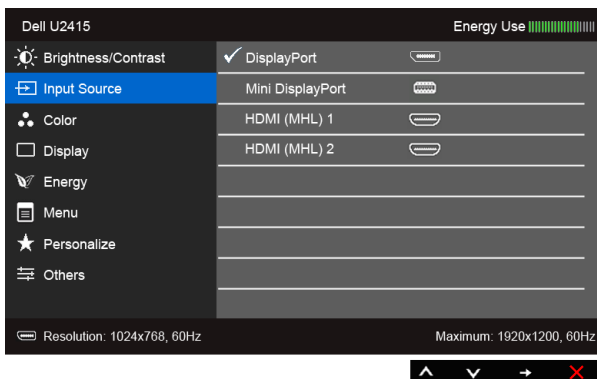 Dell U2415 Energy Use
Brightness/Contrast DisplayPort
Input Source Mini DisplayPort
Color HDMI (MHL) 1
Display HDMI (MHL) 2
Energy
Menu
Personalize
Others
Resolution: 1024x768, 60Hz Maximum: 1920x1200, 60Hz